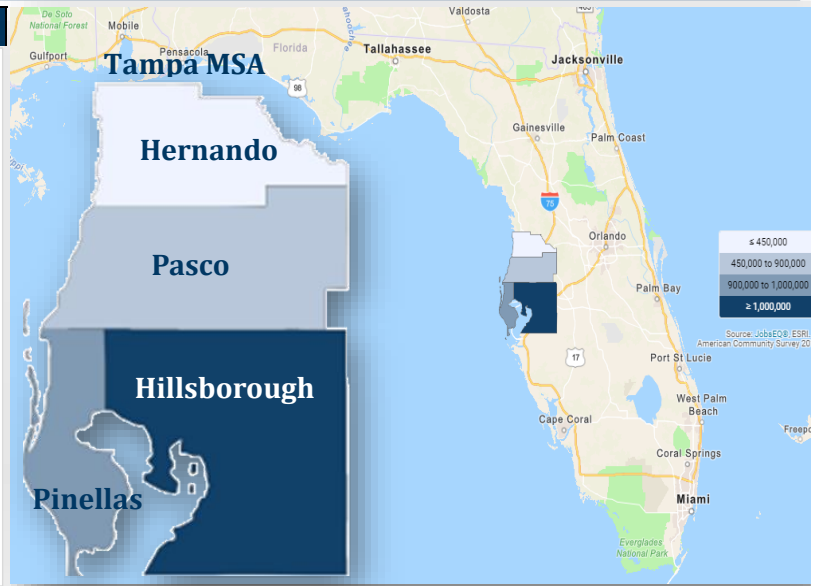 De Soto
National Forest
Mobile
Gulfport
Pensacola
Florida
Tallahassee
Valdosta
Jacksonville
Tampa MSA
98
Gainesville
Palm Coast
Hernando
75
Orlando
Pasco
Palm Bay
≤ 450,000
450,000 to 900,000
900,000 to 1,000,000
≥ 1,000,000
Source: JobsEQ®, ESRI,
American Community Survey 20
17
Port St Lucie
Hillsborough
West Palm
Beach
Freepo
Cape Coral
Coral Springs
Pinellas
Miami
Everglades
National Park